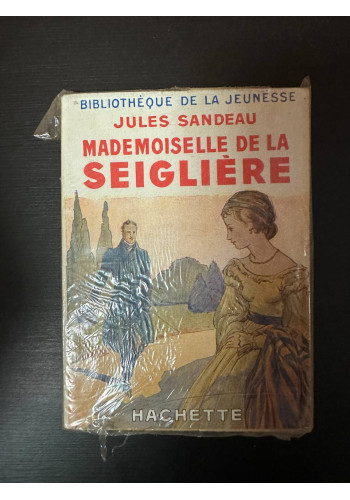 BIBLIOTHÈQUE DE LA JEUNESSE
JULES SANDEAU
MADEMOISELLE DE LA
SEIGLIÈRE
HACHETTE